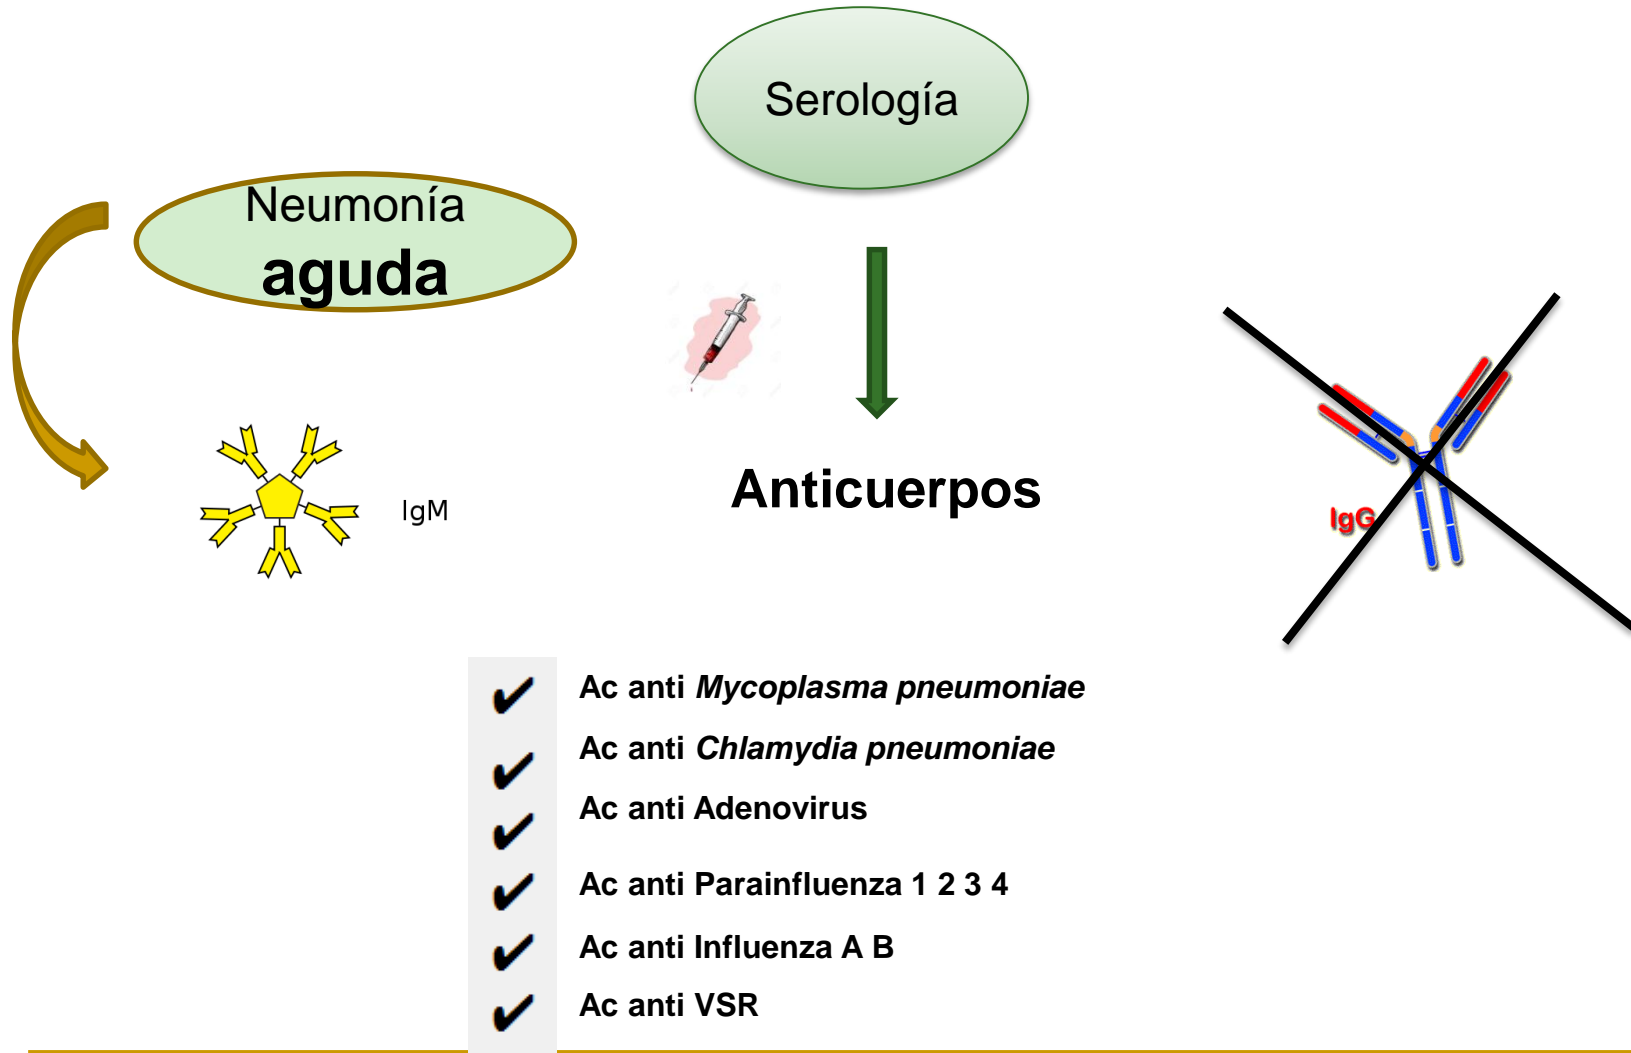 Serología
Neumonía
aguda
IgM
Anticuerpos
IgG
Ac anti Mycoplasma pneumoniae
Ac anti Chlamydia pneumoniae
Ac anti Adenovirus
Ac anti Parainfluenza 1 2 3 4
Ac anti Influenza A B
Ac anti VSR